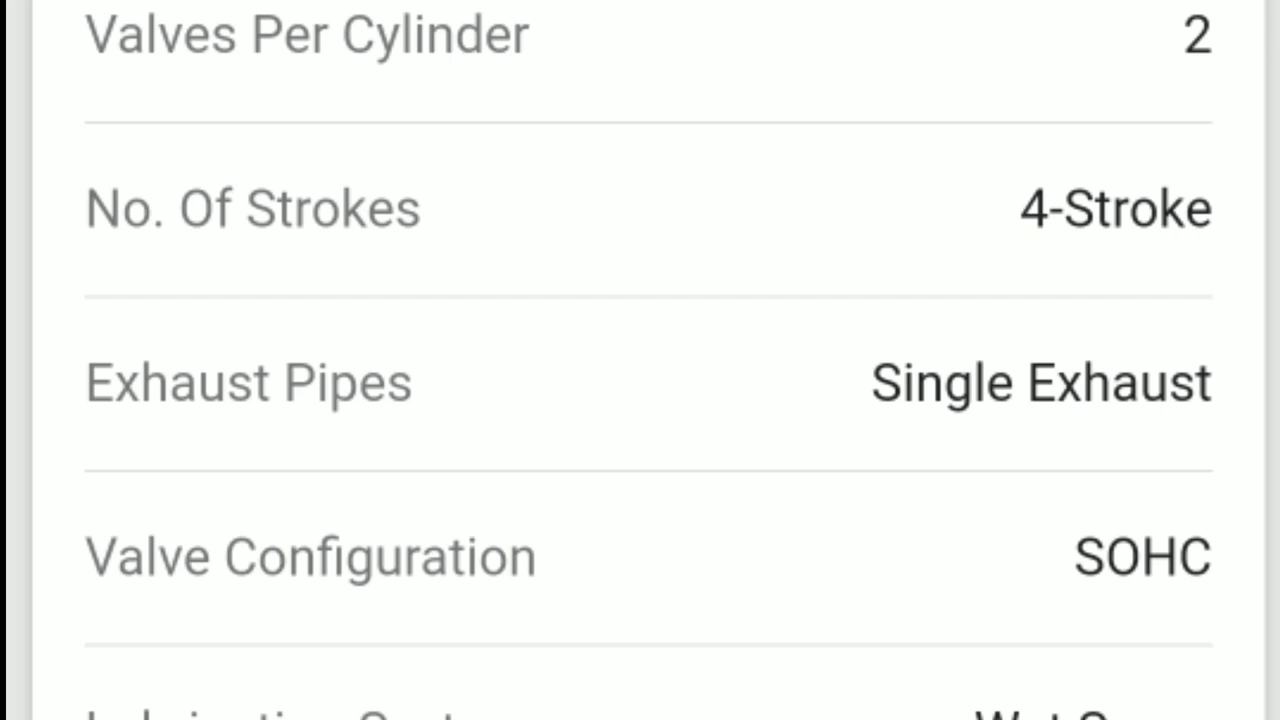 Valves Per Cylinder 2
No. Of Strokes 4-Stroke
Exhaust Pipes Single Exhaust
Valve Configuration SOHC